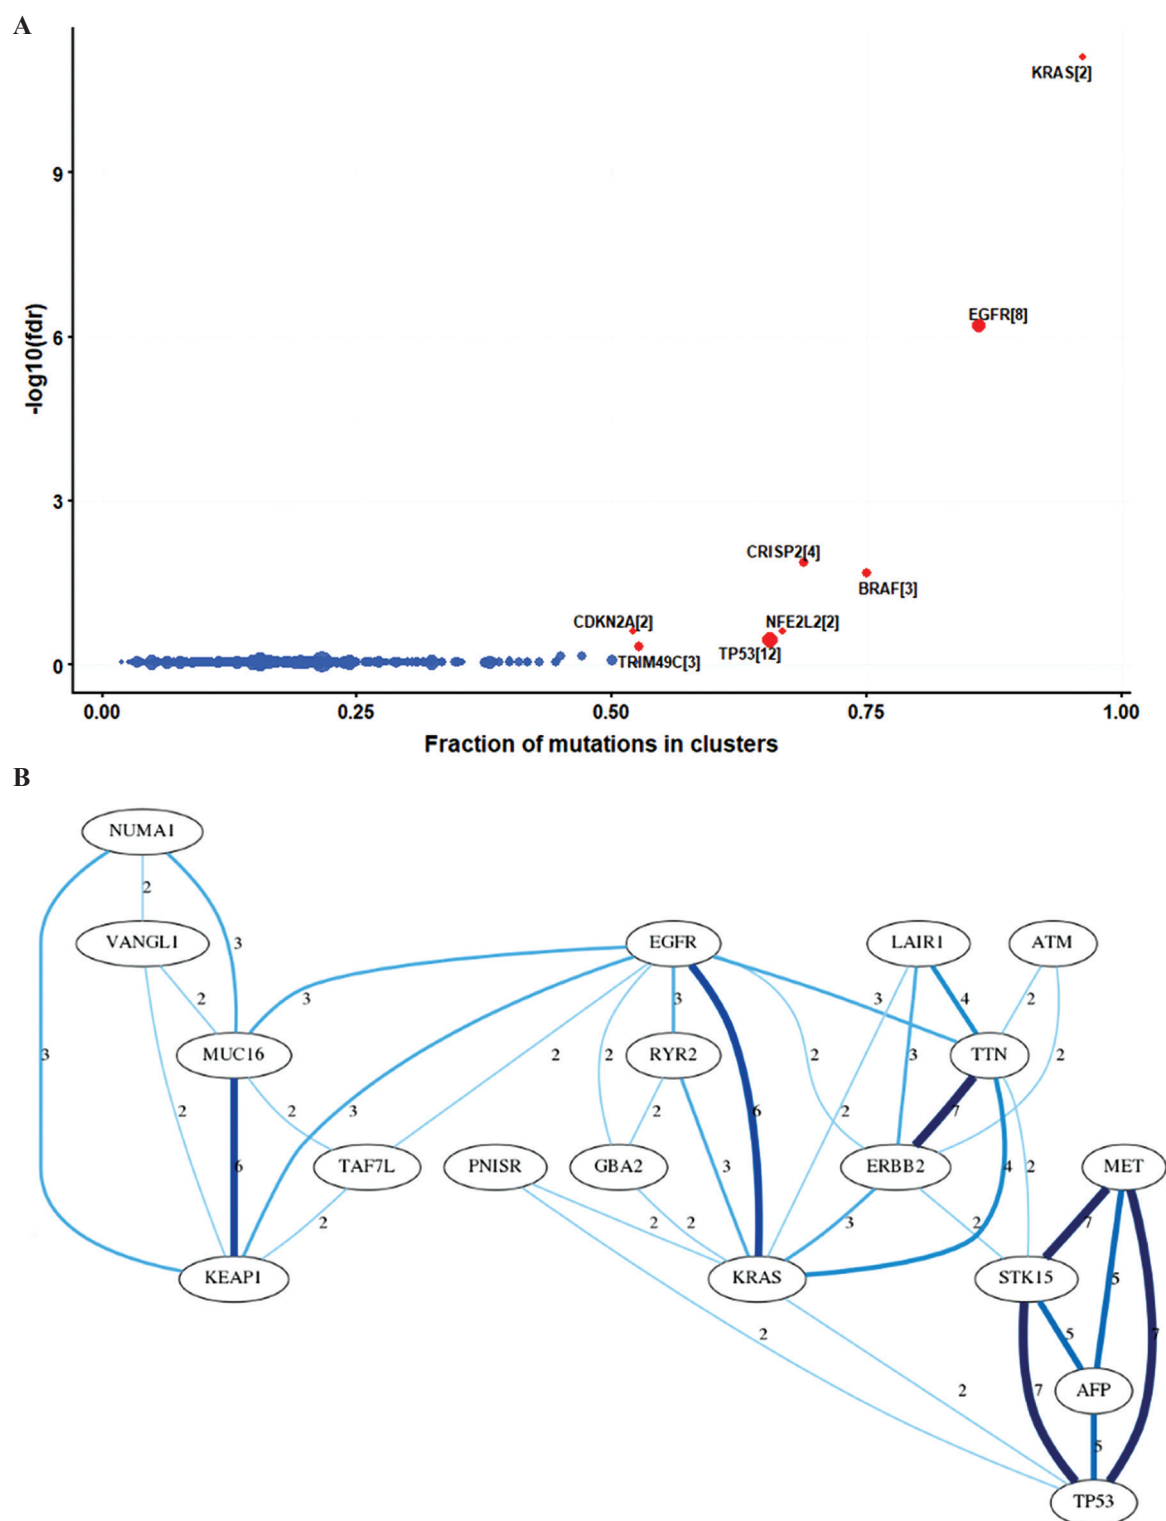 A
KRAS[2]
9
EGFR[8]
6
-log10(fdr)
3
CRISP2[4]
BRAF[3]
CDKN2A[2]
NFE2L2[2]
TP53[12]
TRIM49C[3]
0
0.00 0.25 0.50 0.75 1.00
Fraction of mutations in clusters
B
NUMA1
2
VANGL1 3 EGFR LAIR1 ATM
2 3 3 3 4 2
3 MUC16 2 RYR2 2 3 TTN 2
2 2 3 2 6 2 7
6 TAF7L PNISR GBA2 3 ERBB2 4 2 MET
2 2 2 3 2 7
KEAP1 KRAS STK15 5
2 5 7
2 7 AFP
5
TP53